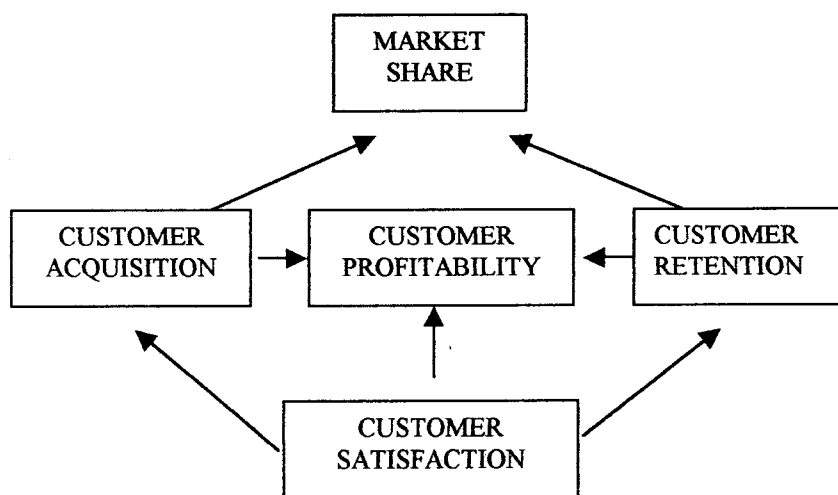 MARKET
SHARE
CUSTOMER
ACQUISITION
CUSTOMER
PROFITABILITY
CUSTOMER
RETENTION
CUSTOMER
SATISFACTION